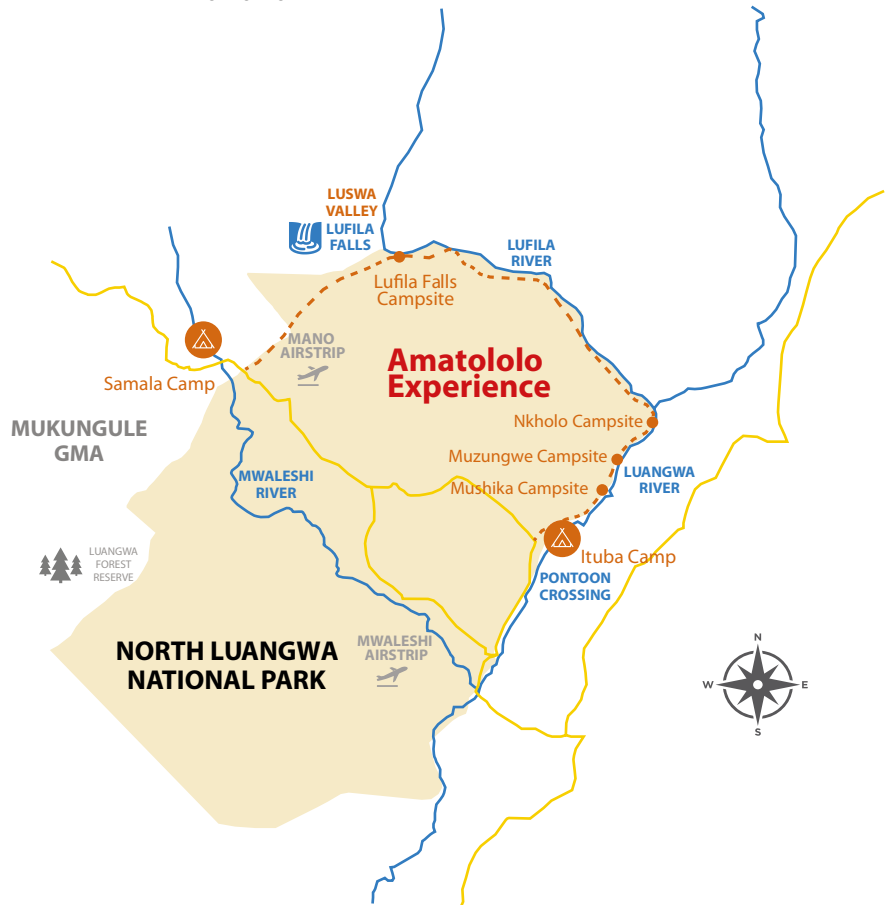 LUSWA
VALLEY
LUFILA
FALLS
LUFILA
RIVER
Lufila Falls
Campsite
MANO
AIRSTRIP
Amatololo
Experience
Samala Camp
Nkholo Campsite
MUKUNGULE
GMA
Muzungwe Campsite
MWALESHI
RIVER
LUANGWA
RIVER
Mushika Campsite
LUANGWA
FOREST
RESERVE
Ituba Camp
PONTOON
CROSSING
NORTH LUANGWA
NATIONAL PARK
MWALESHI
AIRSTRIP
N
W
E
S